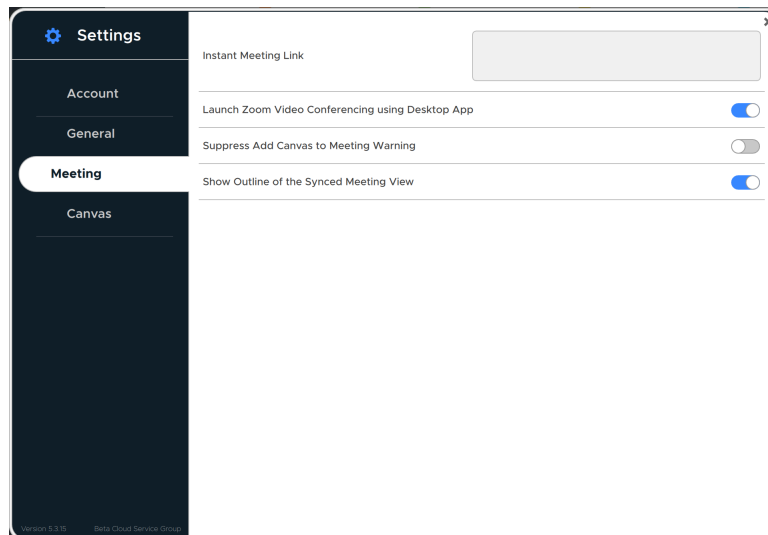 Settings
Account
General
Meeting
Canvas
Version 5.3.15 Beta Cloud Service Group
Instant Meeting Link
Launch Zoom Video Conferencing using Desktop App
Suppress Add Canvas to Meeting Warning
Show Outline of the Synced Meeting View